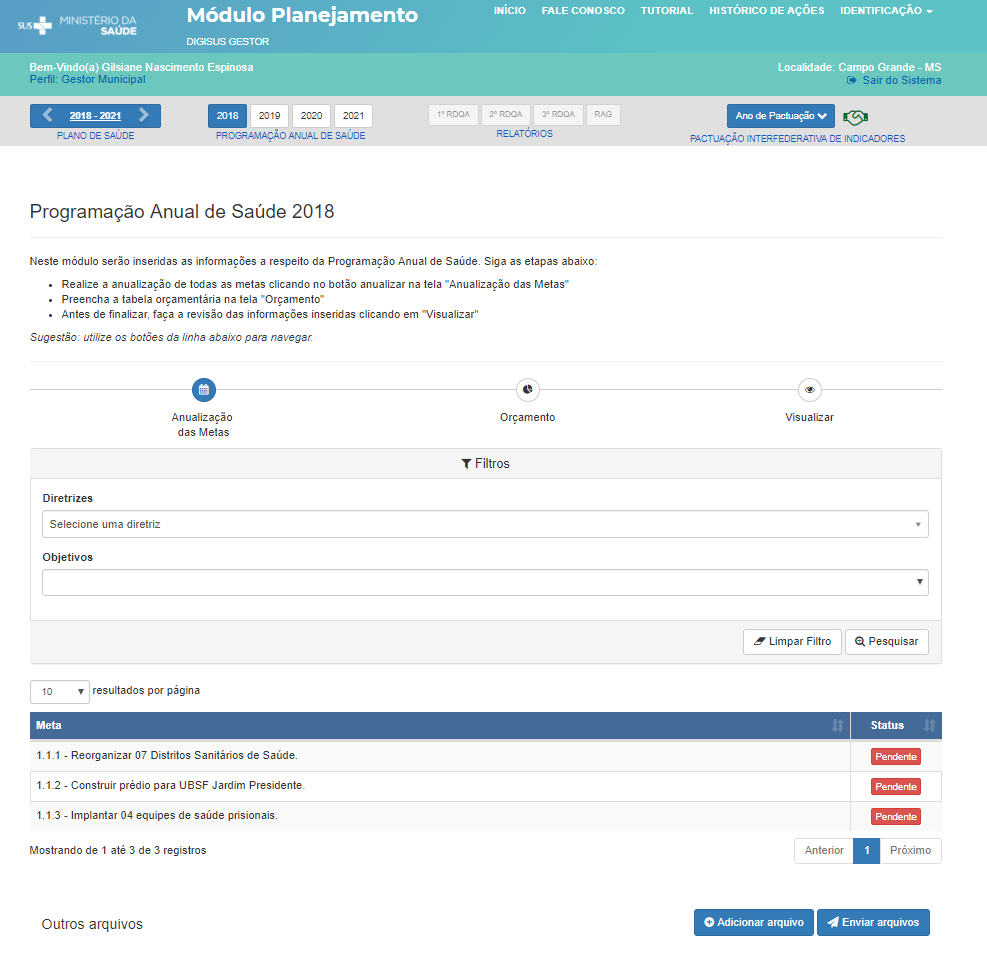 SUS MINISTÉRIO DA SAÚDE
Módulo Planejamento
DIGISUS GESTOR
INÍCIO FALE CONOSCO TUTORIAL HISTÓRICO DE AÇÕES IDENTIFICAÇÃO
Bem-Vindo(a) Gilsiane Nascimento Espinosa
Perfil: Gestor Municipal
Localidade: Campo Grande - MS
Sair do Sistema
2018 - 2021
PLANO DE SAÚDE
2018 2019 2020 2021
PROGRAMAÇÃO ANUAL DE SAÚDE
1º RDQA 2º RDQA 3º RDQA RAG
RELATÓRIOS
Ano de Pactuação
PACTUAÇÃO INTERFEDERATIVA DE INDICADORES
Programação Anual de Saúde 2018
Neste módulo serão inseridas as informações a respeito da Programação Anual de Saúde. Siga as etapas abaixo:
• Realize a anualização de todas as metas clicando no botão anualizar na tela "Anualização das Metas"
• Preencha a tabela orçamentária na tela "Orçamento"
• Antes de finalizar, faça a revisão das informações inseridas clicando em "Visualizar"
Sugestão: utilize os botões da linha abaixo para navegar.
Anualização
das Metas
Orçamento
Visualizar
Filtros
Diretrizes
Selecione uma diretriz
Objetivos
Limpar Filtro Pesquisar
10 resultados por página
Meta Status
1.1.1 - Reorganizar 07 Distritos Sanitários de Saúde. Pendente
1.1.2 - Construir prédio para UBSF Jardim Presidente. Pendente
1.1.3 - Implantar 04 equipes de saúde prisionais. Pendente
Mostrando de 1 até 3 de 3 registros
Anterior 1 Próximo
Outros arquivos
Adicionar arquivo Enviar arquivos